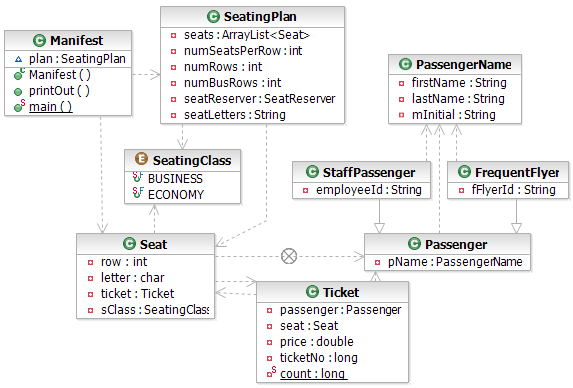 Manifest
plan : SeatingPlan
Manifest ( )
printOut ( )
main ( )
SeatingPlan
seats : ArrayList<Seat>
numSeatsPerRow : int
numRows : int
numBusRows : int
seatReserver : SeatReserver
seatLetters : String
PassengerName
firstName : String
lastName : String
mInitial : String
SeatingClass
BUSINESS
ECONOMY
StaffPassenger
employeeId : String
FrequentFlyer
fFlyerId : String
Seat
row : int
letter : char
ticket : Ticket
sClass : SeatingClass
Passenger
pName : PassengerName
Ticket
passenger : Passenger
seat : Seat
price : double
ticketNo : long
count : long